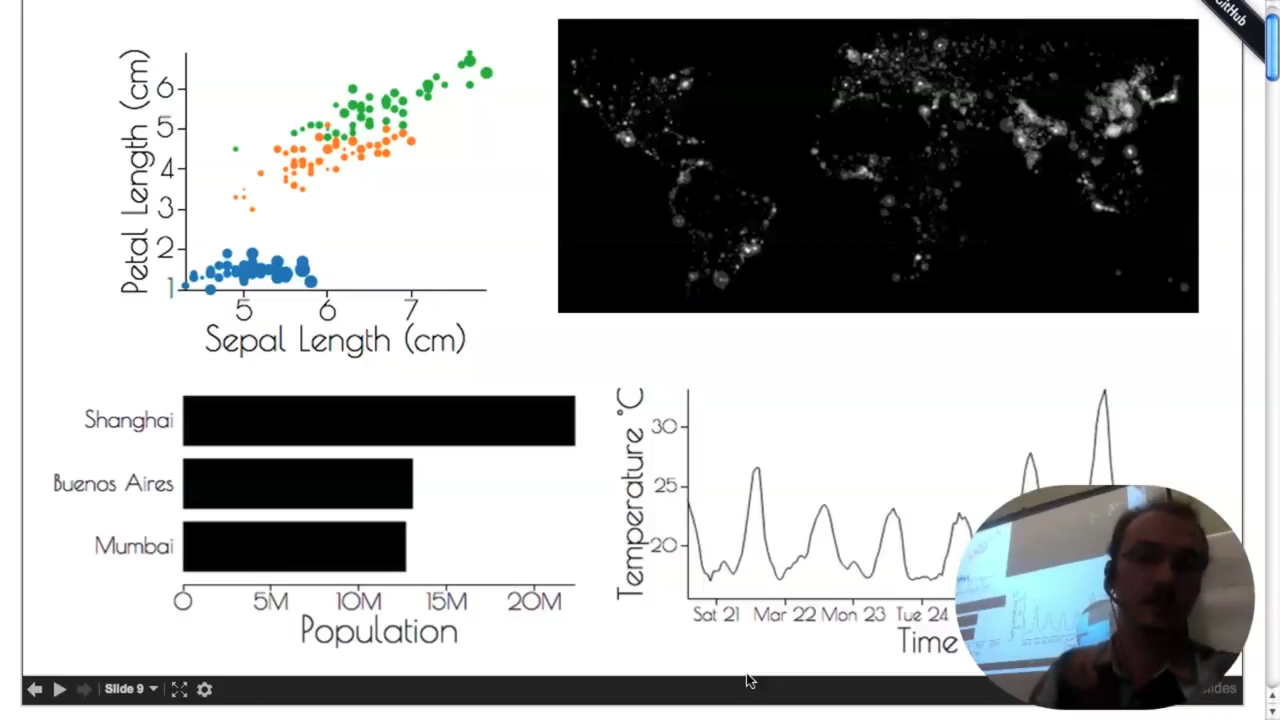 GitHub
Petal Length (cm)
6
5
4
3
2
1
5 6 7
Sepal Length (cm)
Shanghai
Buenos Aires
Mumbai
0 5M 10M 15M 20M
Population
Temperature °C
30
25
20
Sat 21 Mar 22 Mon 23 Tue 24
Time
Slide 9